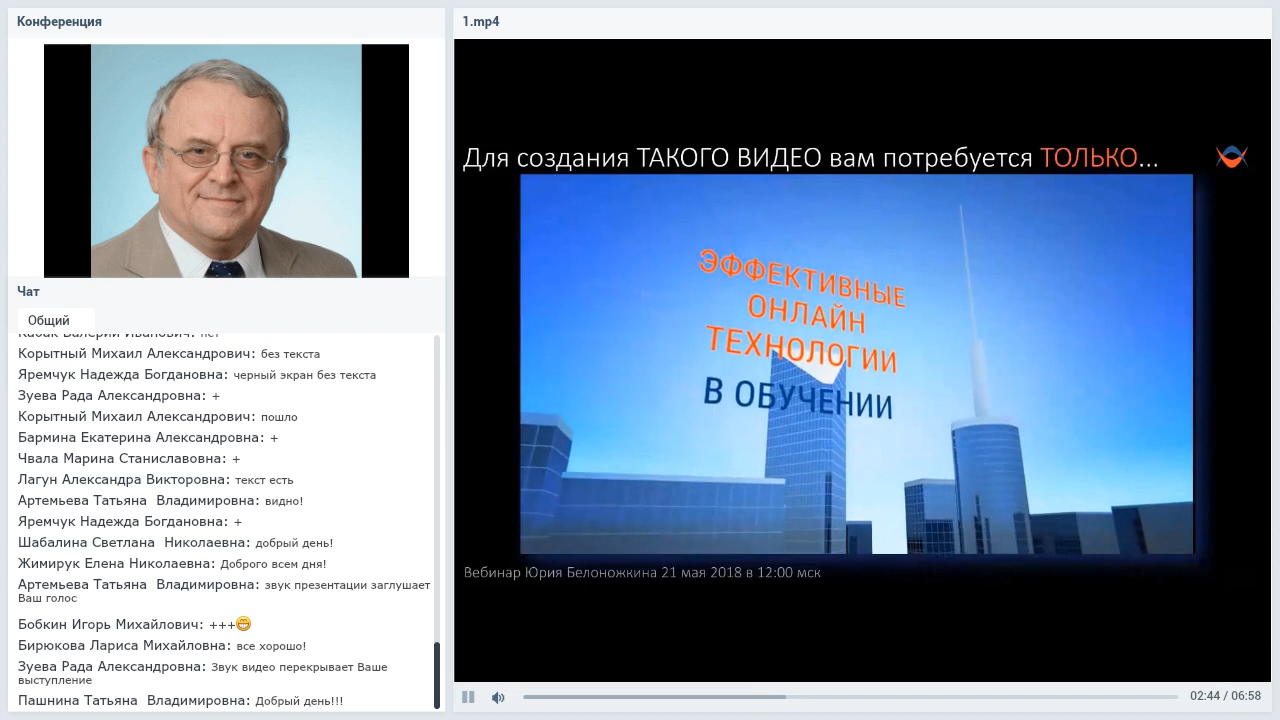 Конференция
1.mp4
Для создания ТАКОГО ВИДЕО вам потребуется ТОЛЬКО...
ЭФФЕКТИВНЫЕ
ОНЛАЙН
ТЕХНОЛОГИИ
В ОБУЧЕНИИ
Вебинар Юрия Белоножкина 21 мая 2018 в 12:00 мск
02:44 / 06:58
Чат
Общий
Кабак Валерий Иванович: нет
Корытный Михаил Александрович: без текста
Яремчук Надежда Богдановна: черный экран без текста
Зуева Рада Александровна: +
Корытный Михаил Александрович: пошло
Бармина Екатерина Александровна: +
Чвала Марина Станиславовна: +
Лагун Александра Викторовна: текст есть
Артемьева Татьяна  Владимировна: видно!
Яремчук Надежда Богдановна: +
Шабалина Светлана  Николаевна: добрый день!
Жимирук Елена Николаевна: Доброго всем дня!
Артемьева Татьяна  Владимировна: звук презентации заглушает
Ваш голос
Бобкин Игорь Михайлович: +++
Бирюкова Лариса Михайловна: все хорошо!
Зуева Рада Александровна: Звук видео перекрывает Ваше
выступление
Пашнина Татьяна  Владимировна: Добрый день!!!